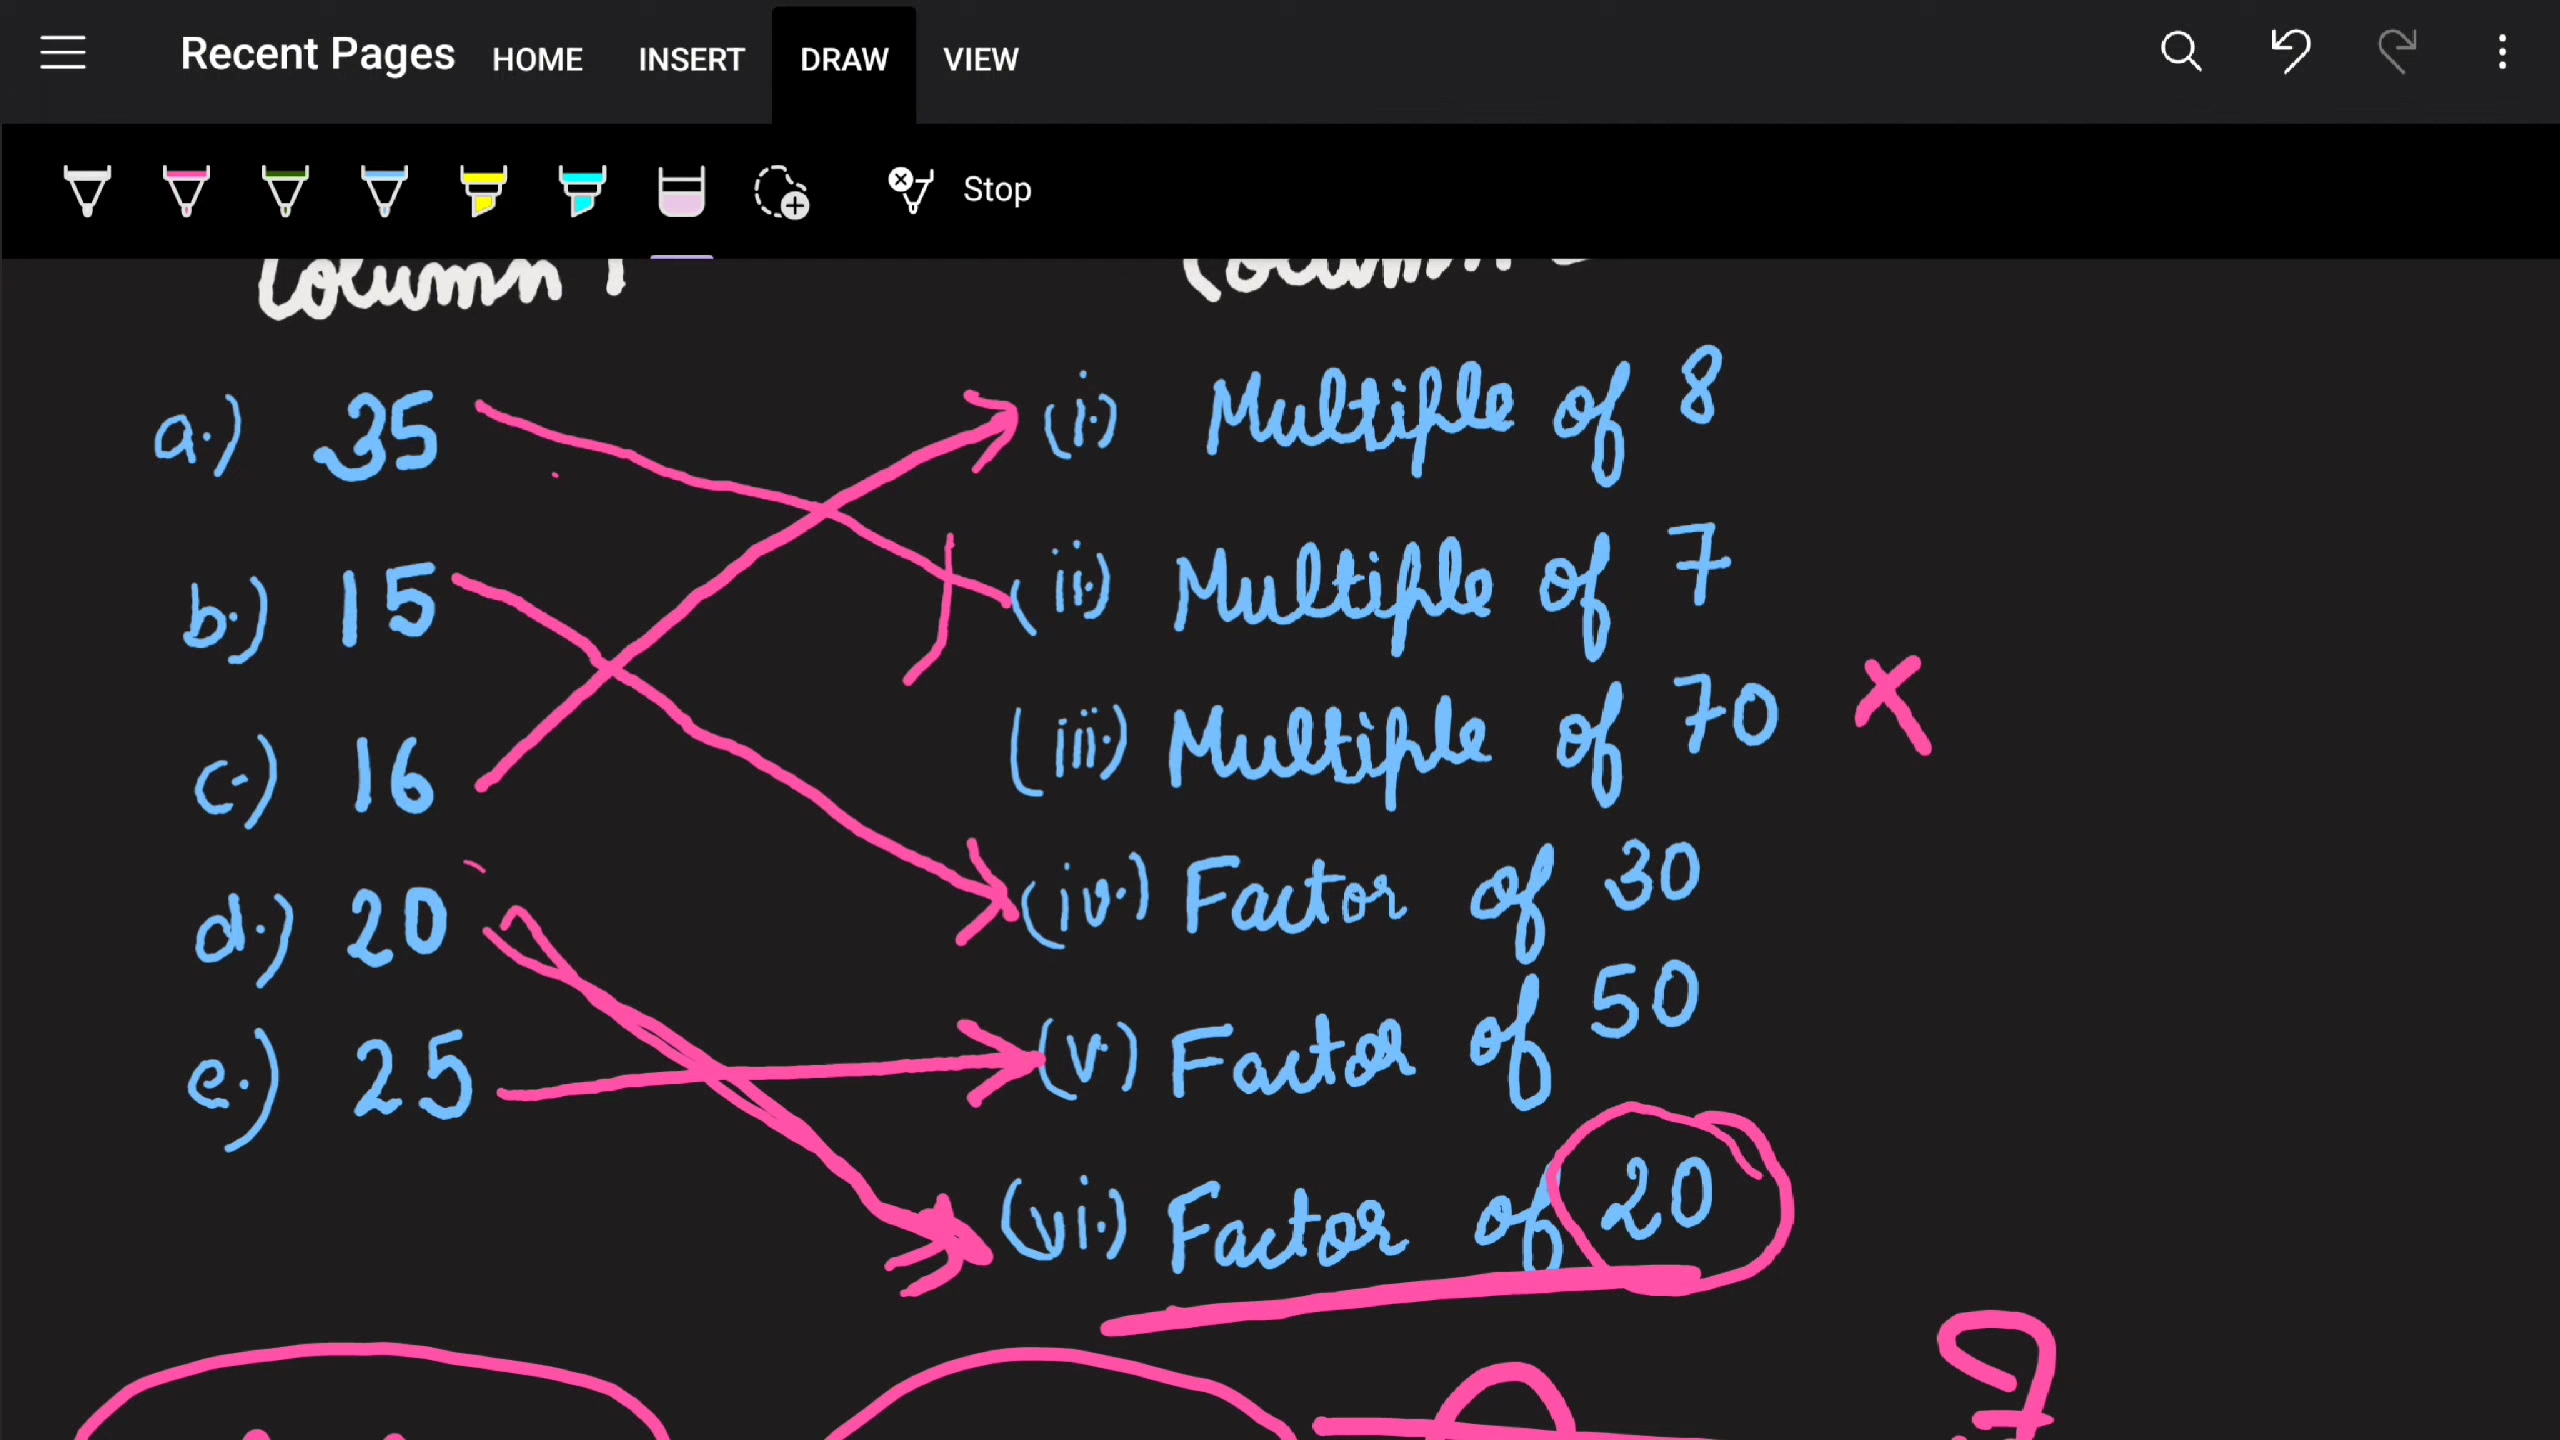 Recent Pages HOME INSERT DRAW VIEW
Stop
Column 1 Column
a.) 35 (i.) Multiple of 8
b.) 15 (ii.) Multiple of 7
(iii.) Multiple of 70 ×
c.) 16
d.) 20 (iv.) Factor of 30
e.) 25 (v.) Factor of 50
(vi.) Factor of 20